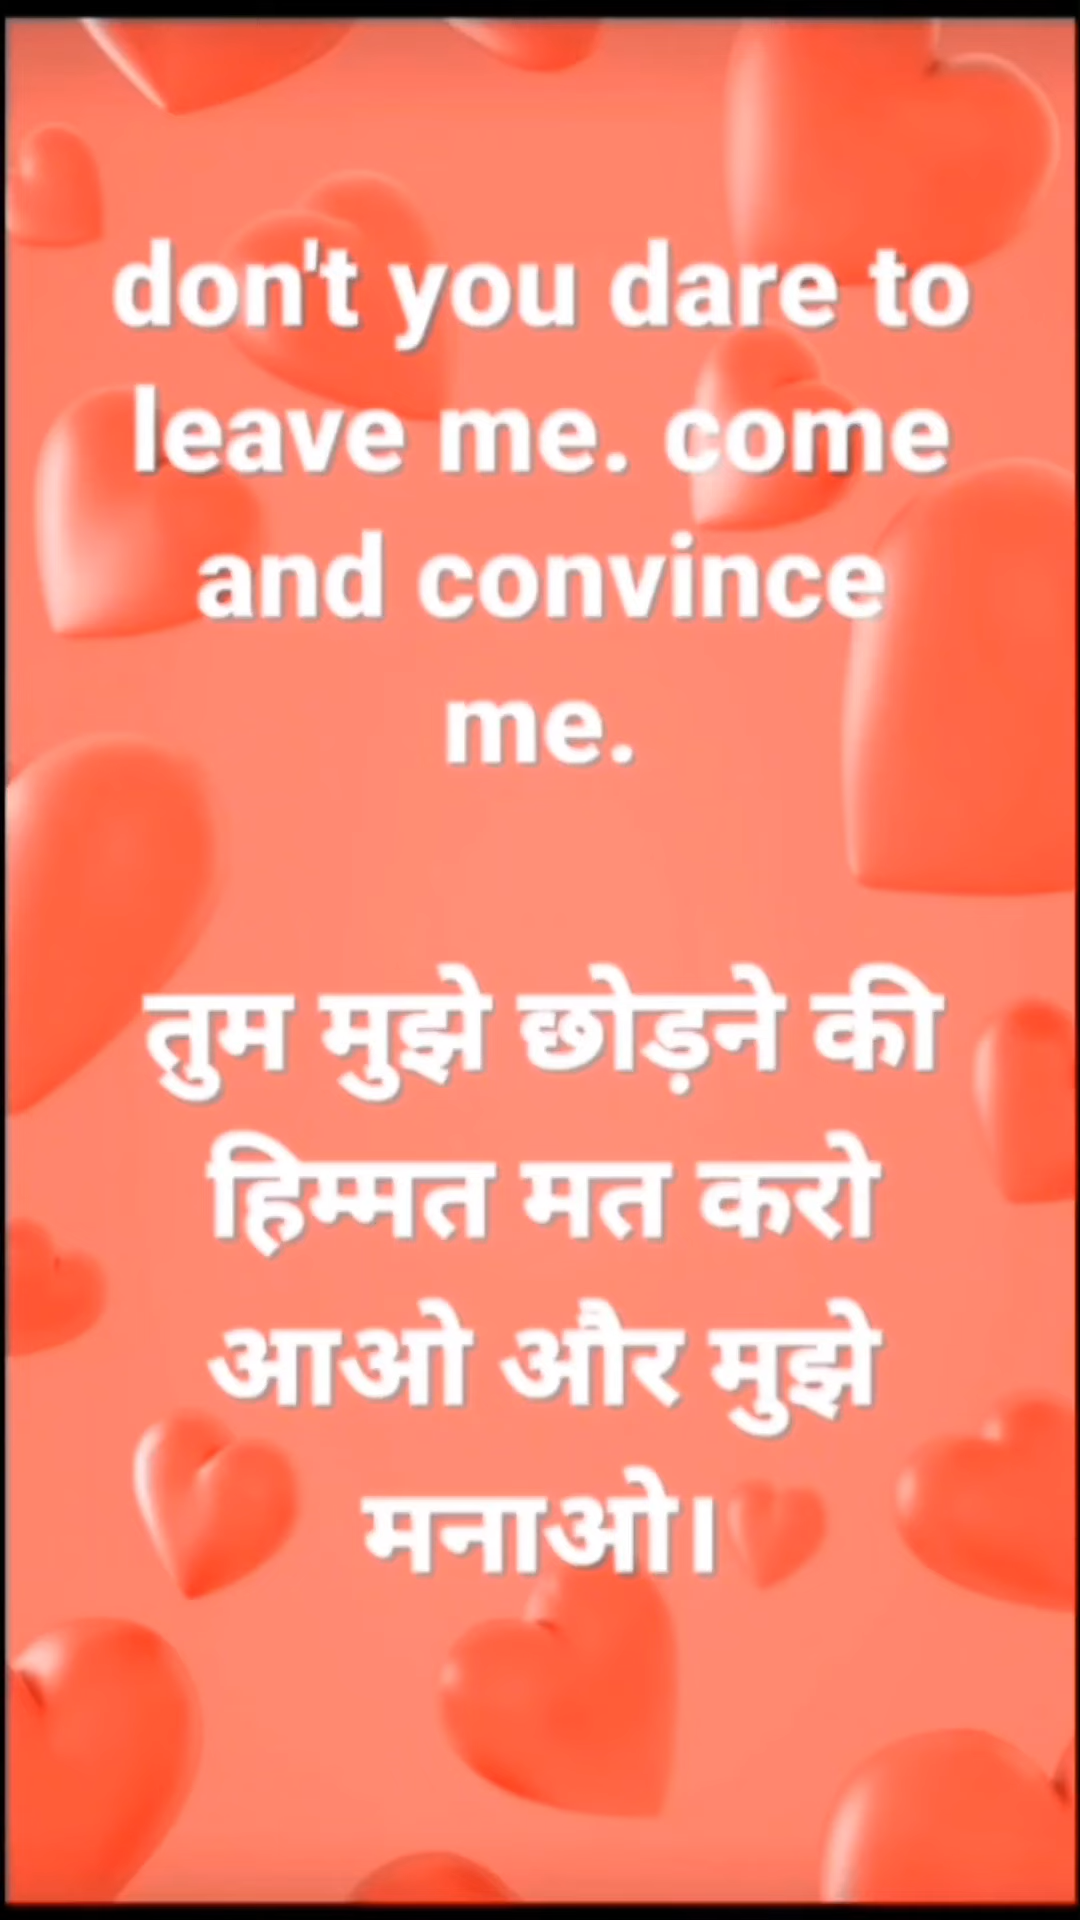 don't you dare to
leave me. come
and convince
me.
तुम मुझे छोड़ने की
हिम्मत मत करो
आओ और मुझे
मनाओ।